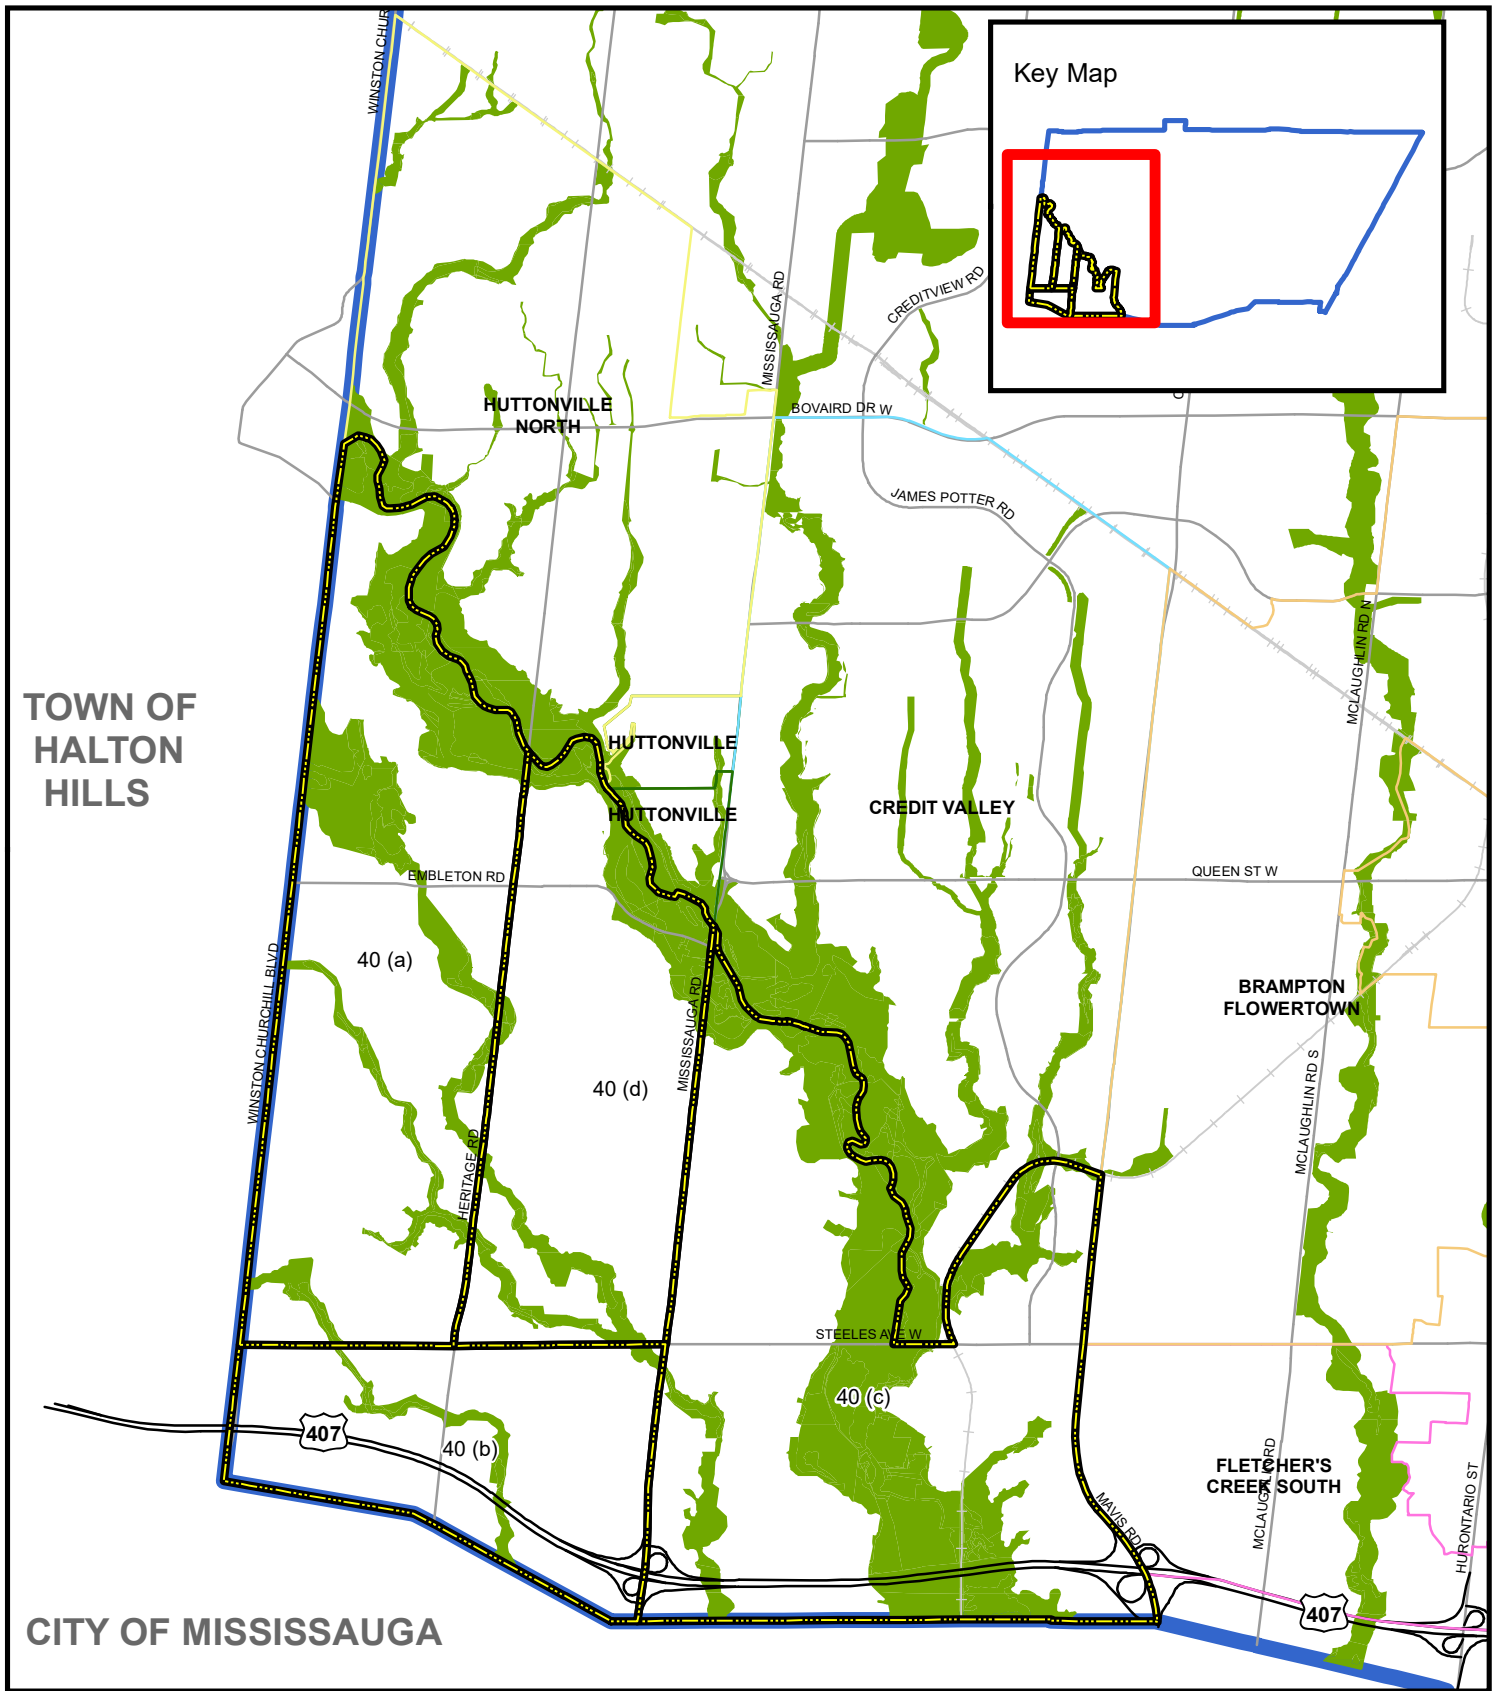 WINSTON CHUR
Key Map
MISSISSAUGA RD
CREDITVIEW RD
HUTTONVILLE
NORTH
BOVAIRD DR W
JAMES POTTER RD
MCLAUGHLIN RD N
TOWN OF
HALTON
HILLS
HUTTONVILLE
HUTTONVILLE
CREDIT VALLEY
EMBLETON RD
QUEEN ST W
40 (a)
WINSTON CHURCHILL BLVD
MISSISSAUGA RD
BRAMPTON
FLOWERTOWN
40 (d)
HERITAGE RD
MCLAUGHLIN RD S
STEELES AVE W
40 (c)
407
40 (b)
MAVIS RD
FLETCHER'S
CREEK SOUTH
MCLAUGHLIN RD
HURONTARIO ST
407
CITY OF MISSISSAUGA